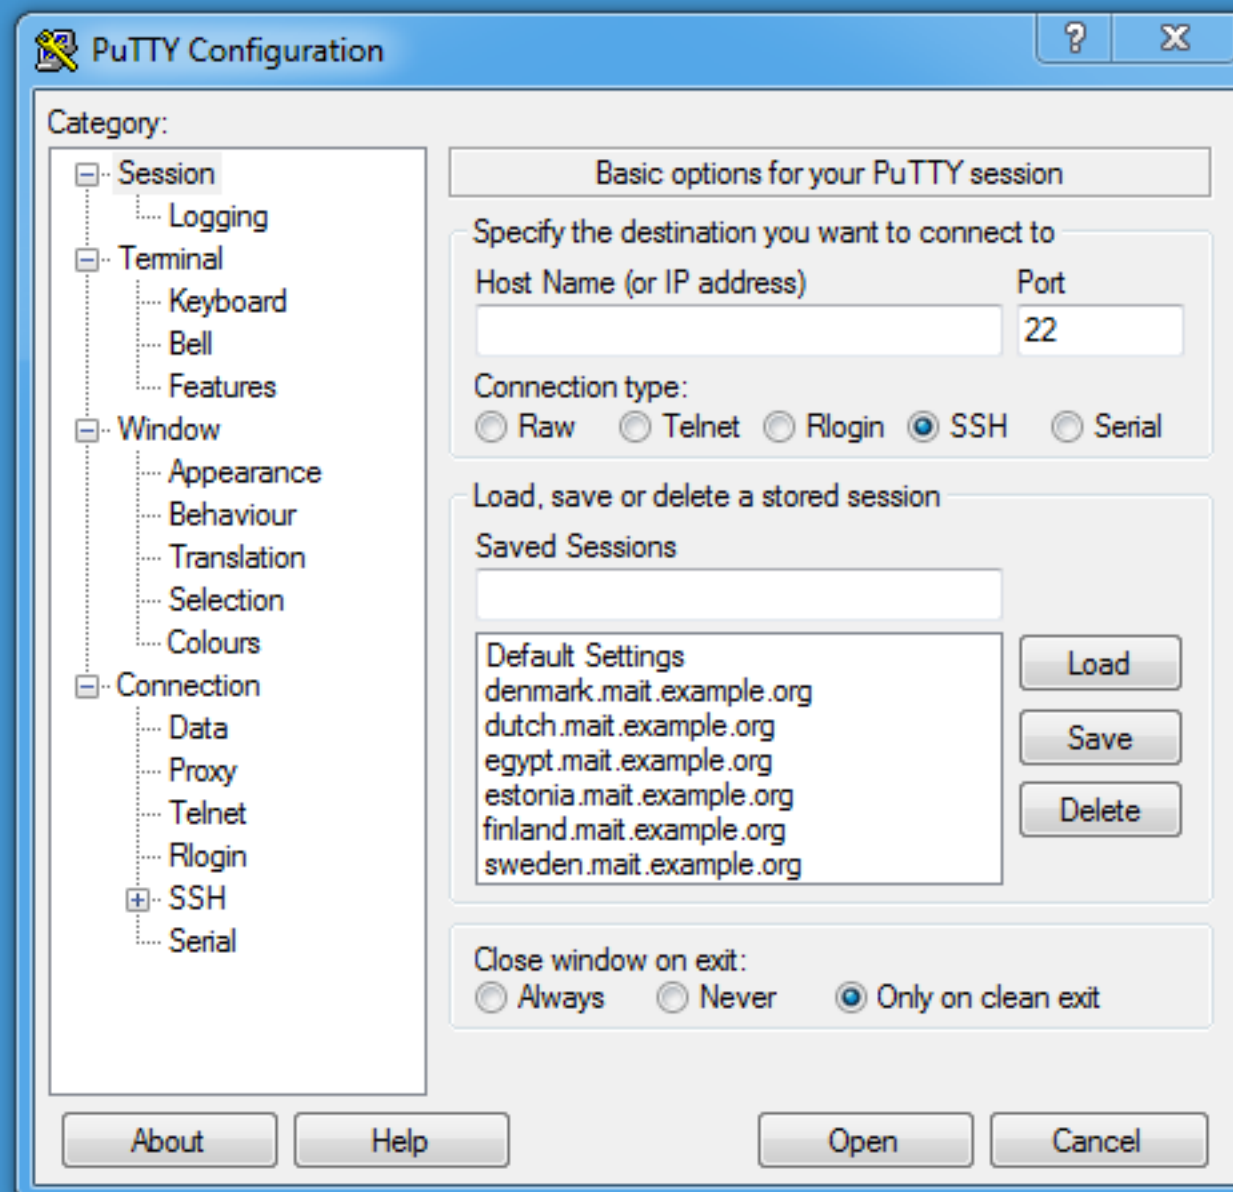 PuTTY Configuration
Category:
Session
Logging
Terminal
Keyboard
Bell
Features
Window
Appearance
Behaviour
Translation
Selection
Colours
Connection
Data
Proxy
Telnet
Rlogin
SSH
Serial
Basic options for your PuTTY session
Specify the destination you want to connect to
Host Name (or IP address) Port
22
Connection type:
Raw Telnet Rlogin SSH Serial
Load, save or delete a stored session
Saved Sessions
Default Settings
denmark.mait.example.org
dutch.mait.example.org
egypt.mait.example.org
estonia.mait.example.org
finland.mait.example.org
sweden.mait.example.org
Load
Save
Delete
Close window on exit:
Always Never Only on clean exit
About Help Open Cancel